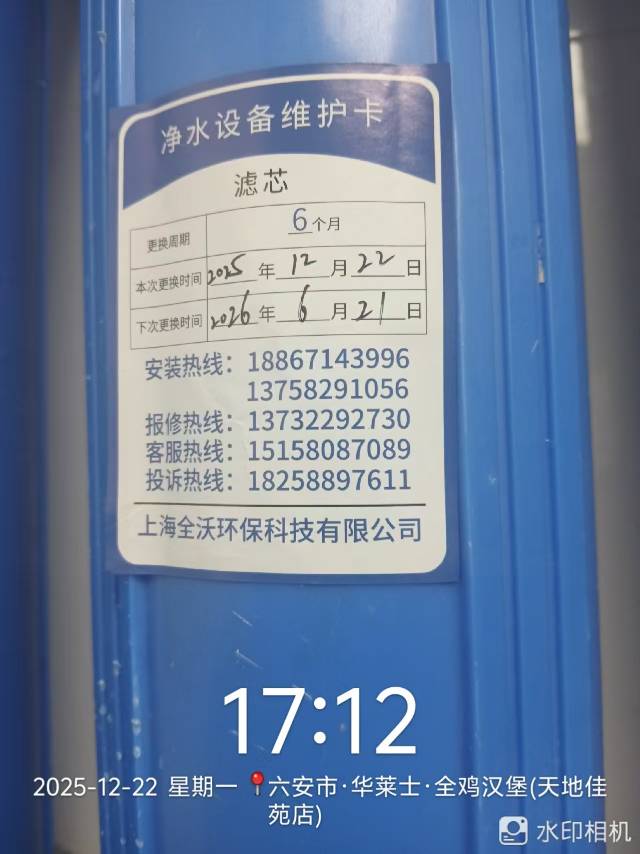 净水设备维护卡
滤芯
更换周期 6个月
本次更换时间 2025年12月22日
下次更换时间 2026年6月21日
安装热线：18867143996
13758291056
报修热线：13732292730
客服热线：15158087089
投诉热线：18258897611
上海全沃环保科技有限公司
17:12
2025-12-22 星期一 六安市·华莱士·全鸡汉堡(天地佳
苑店)
水印相机